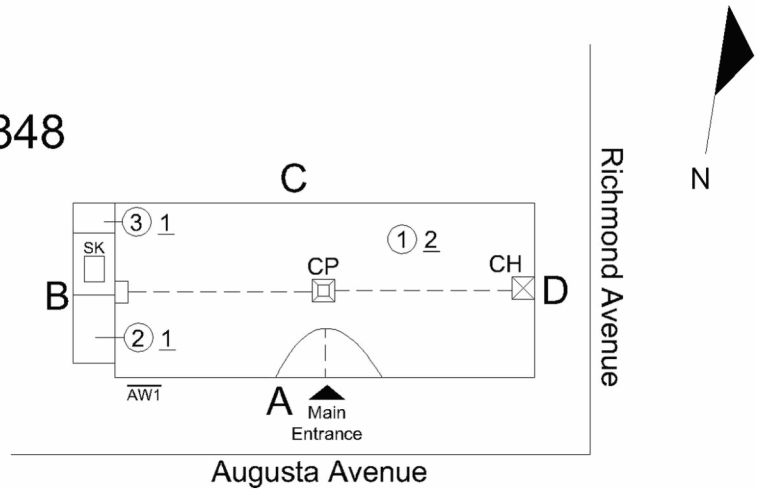 348
N
C
3 1
1 2
SK
CP
CH
B
D
2 1
AW1
A
Main
Entrance
Richmond Avenue
Augusta Avenue